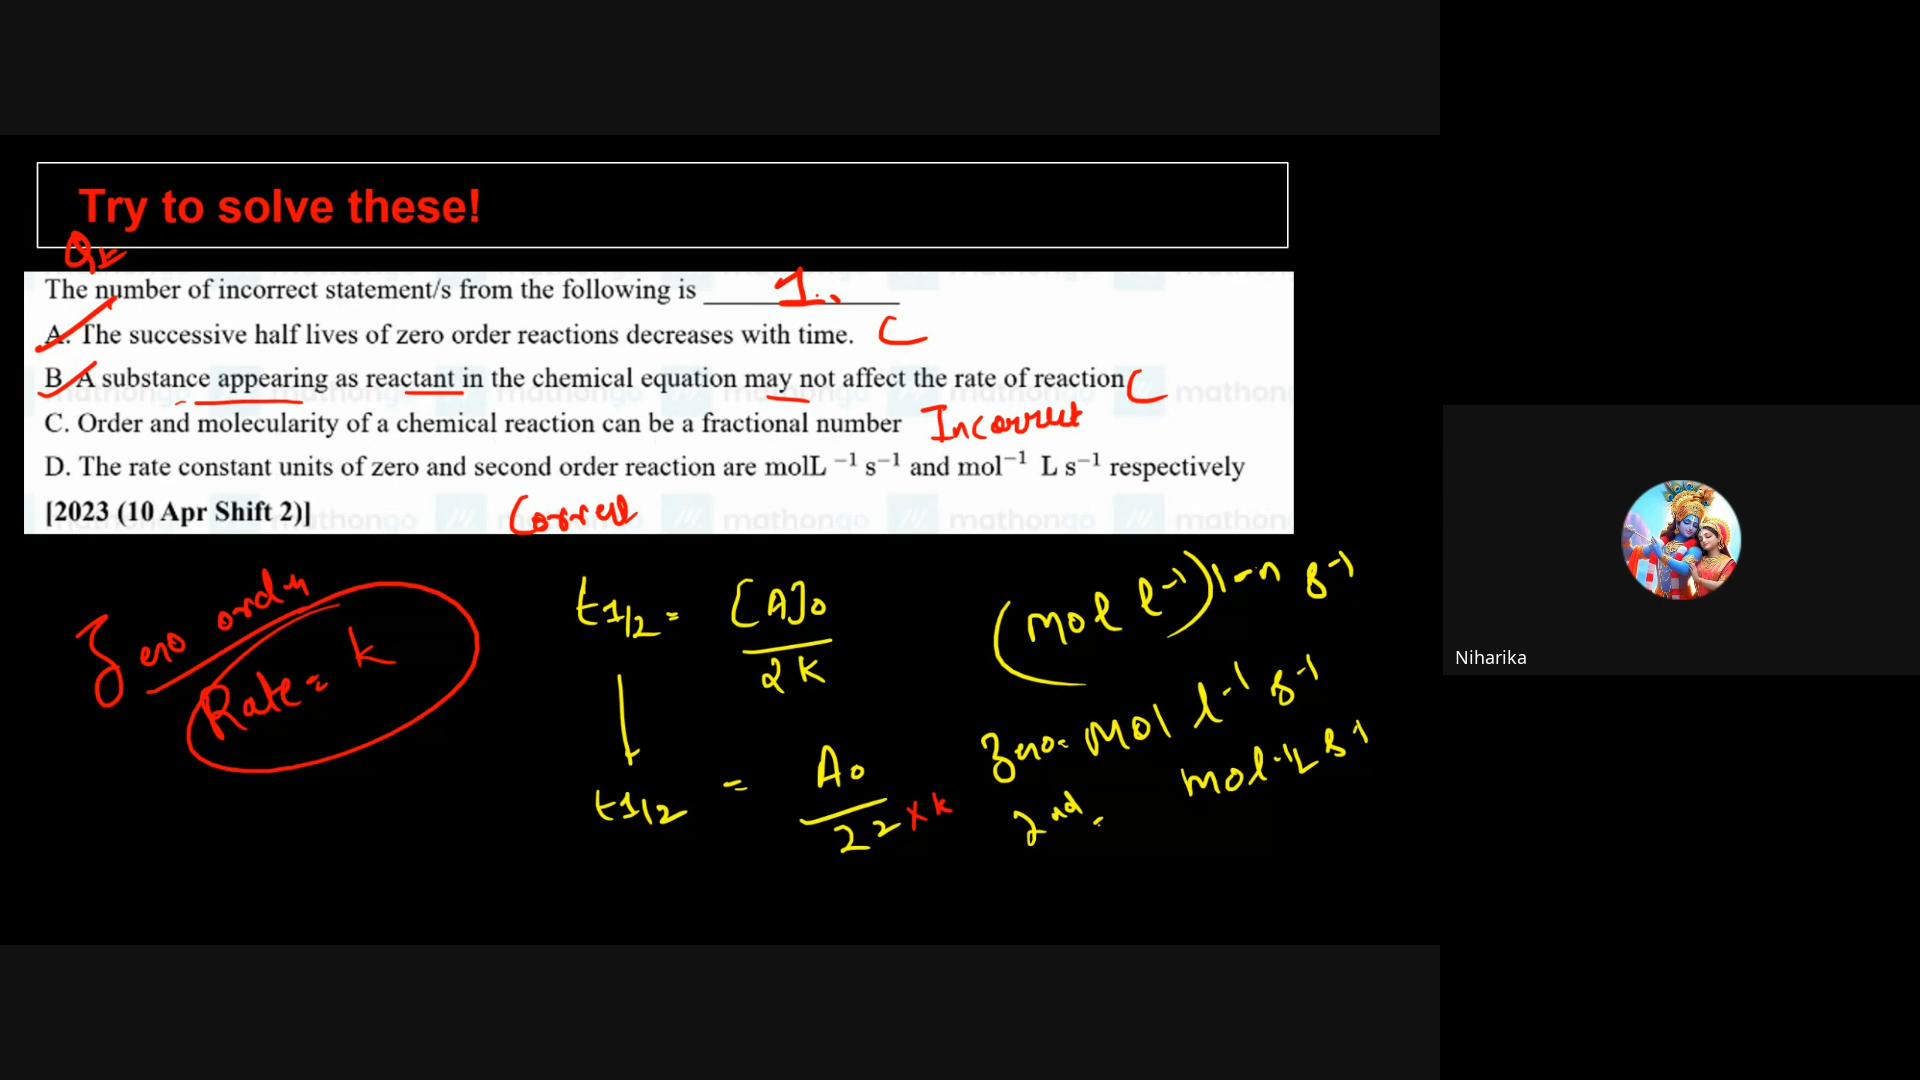 Try to solve these!
The number of incorrect statement/s from the following is ________ 1.
A. The successive half lives of zero order reactions decreases with time. C
B. A substance appearing as reactant in the chemical equation may not affect the rate of reaction C
C. Order and molecularity of a chemical reaction can be a fractional number Incorrect
D. The rate constant units of zero and second order reaction are molL⁻¹ s⁻¹ and mol⁻¹ L s⁻¹ respectively
[2023 (10 Apr Shift 2)] Correct
mathongo mathongo mathongo
Zero order
Rate = k
t1/2 = [A]0 / 2K
t1/2 = A0 / 2² × k
(mol l⁻¹)1-n s⁻¹
Zero = Mol l⁻¹ s⁻¹
2nd. mol⁻¹L s⁻¹
Niharika